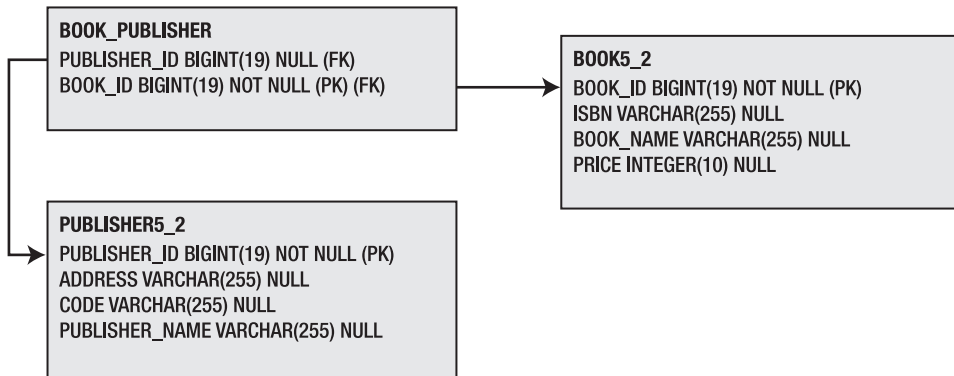 BOOK_PUBLISHER
PUBLISHER_ID BIGINT(19) NULL (FK)
BOOK_ID BIGINT(19) NOT NULL (PK) (FK)
BOOK5_2
BOOK_ID BIGINT(19) NOT NULL (PK)
ISBN VARCHAR(255) NULL
BOOK_NAME VARCHAR(255) NULL
PRICE INTEGER(10) NULL
PUBLISHER5_2
PUBLISHER_ID BIGINT(19) NOT NULL (PK)
ADDRESS VARCHAR(255) NULL
CODE VARCHAR(255) NULL
PUBLISHER_NAME VARCHAR(255) NULL